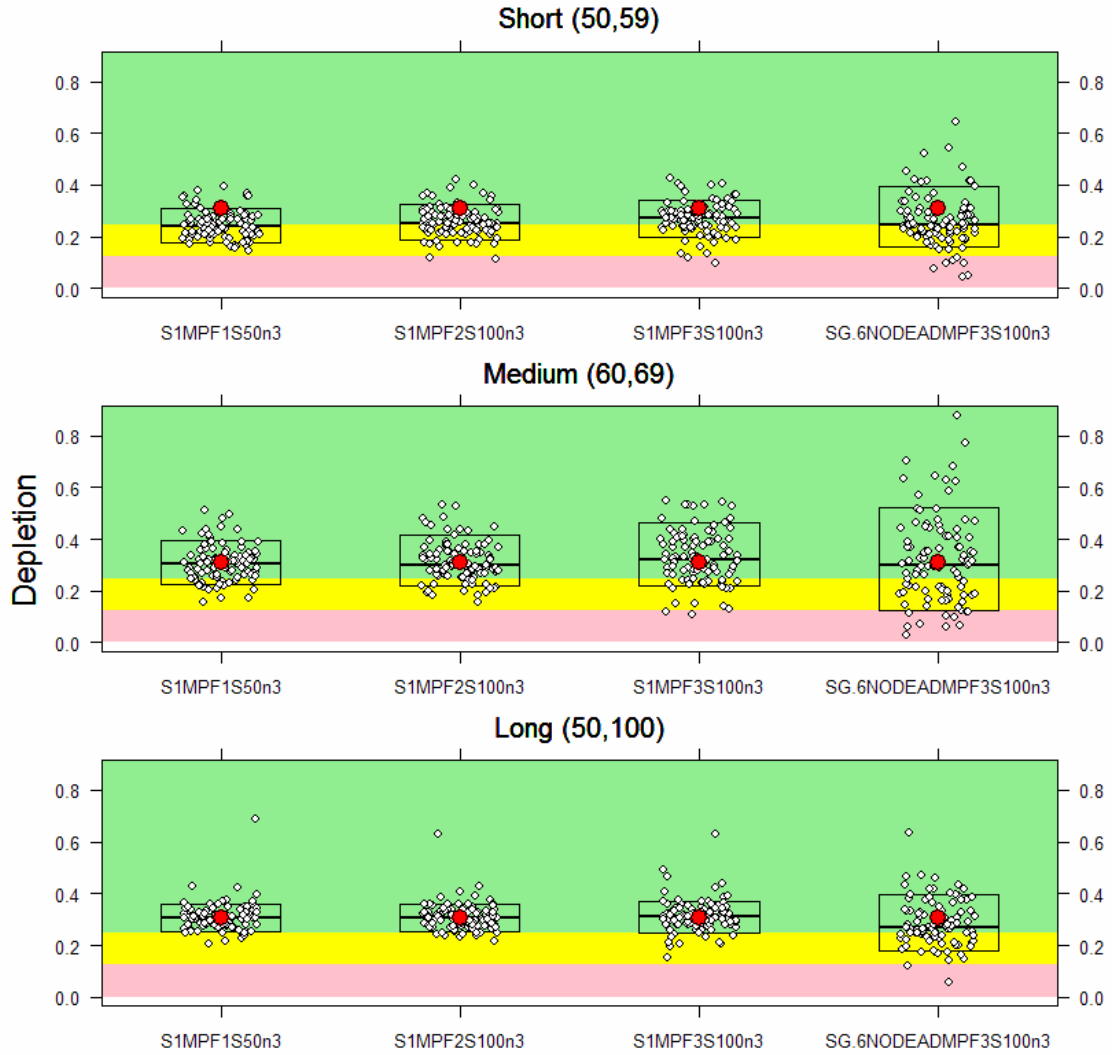 Short (50,59)
0.8 0.8
0.6 0.6
0.4 0.4
0.2 0.2
0.0 0.0
S1MPF1S50n3 S1MPF2S100n3 S1MPF3S100n3 SG.6NODEADMPF3S100n3
Medium (60,69)
Depletion
0.8 0.8
0.6 0.6
0.4 0.4
0.2 0.2
0.0 0.0
S1MPF1S50n3 S1MPF2S100n3 S1MPF3S100n3 SG.6NODEADMPF3S100n3
Long (50,100)
0.8 0.8
0.6 0.6
0.4 0.4
0.2 0.2
0.0 0.0
S1MPF1S50n3 S1MPF2S100n3 S1MPF3S100n3 SG.6NODEADMPF3S100n3